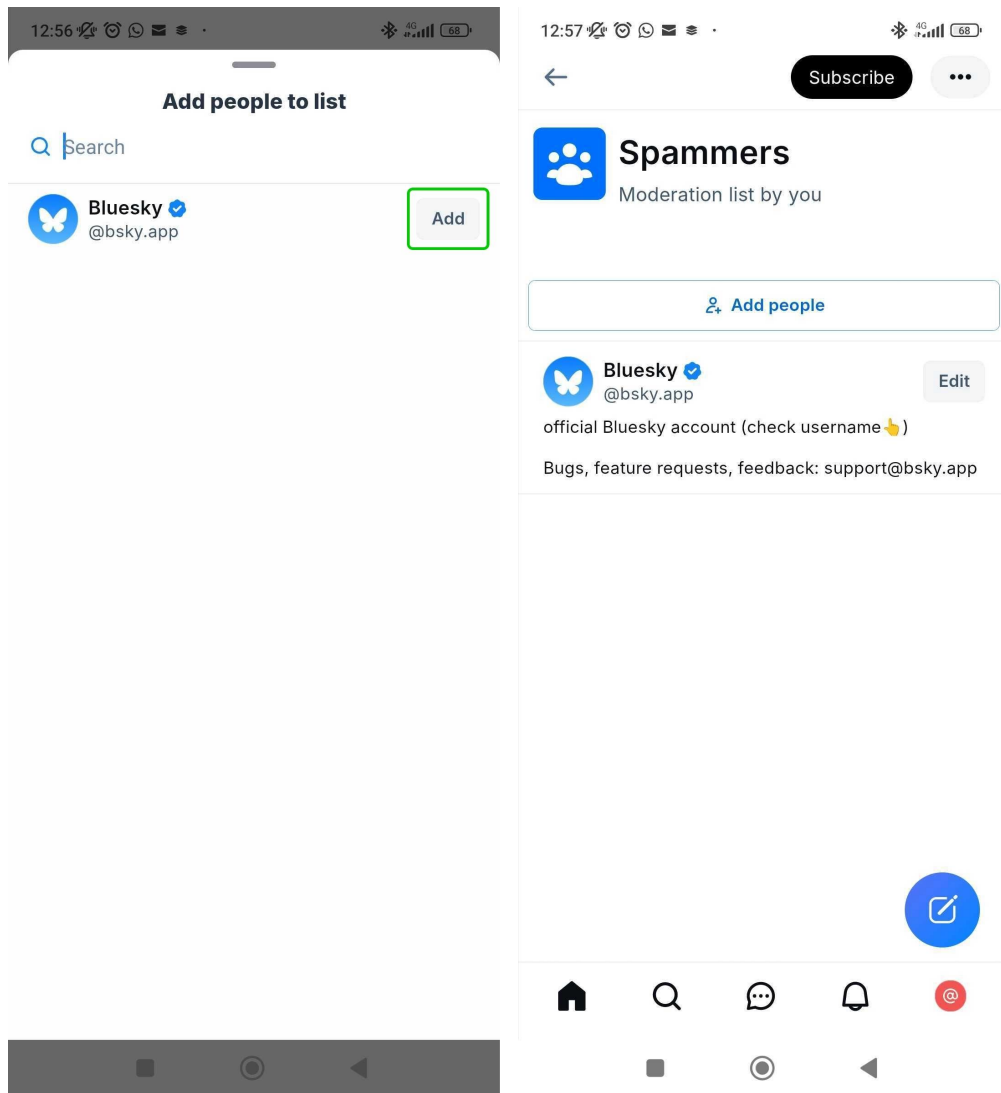 12:56
4G
68
Add people to list
Search
Bluesky
@bsky.app
Add
12:57
4G
68
Subscribe
Spammers
Moderation list by you
Add people
Bluesky
@bsky.app
Edit
official Bluesky account (check username👆)
Bugs, feature requests, feedback: support@bsky.app
@